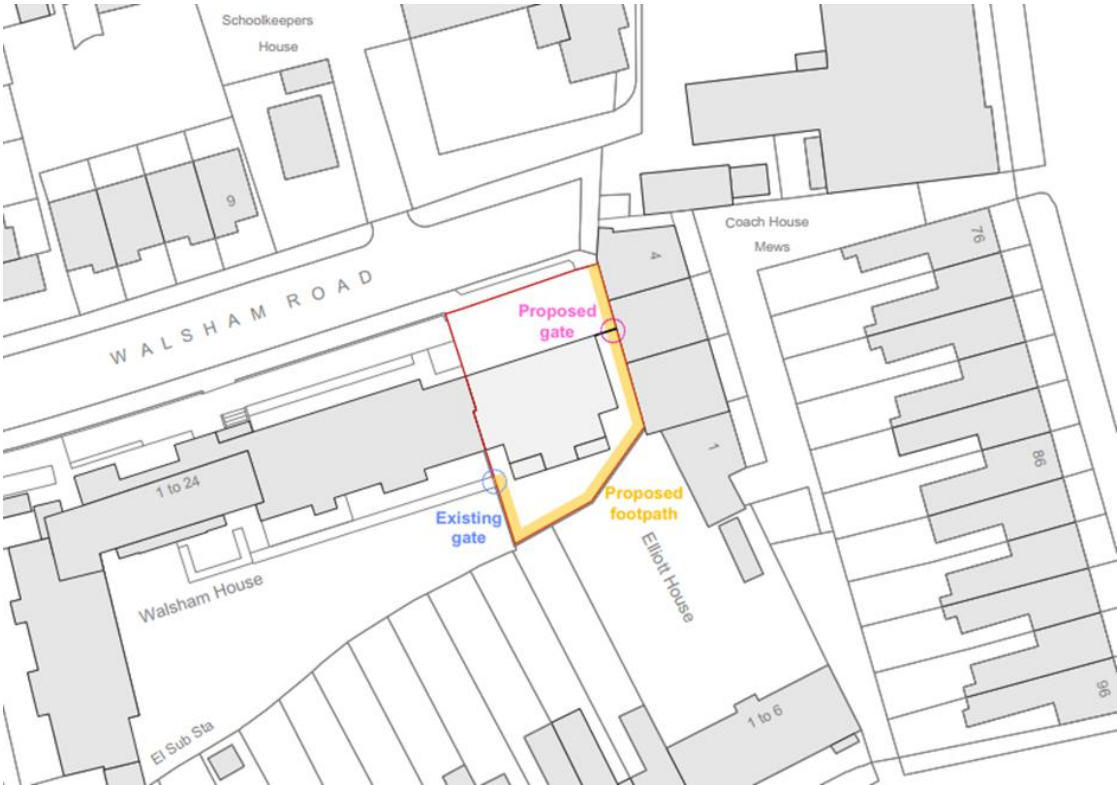 Schoolkeepers
House
9
WALSHAM ROAD
Coach House
Mews
76
4
Proposed
gate
1 to 24
1
86
Existing
gate
Proposed
footpath
Walsham House
Elliott House
El Sub Sta
1 to 6
96